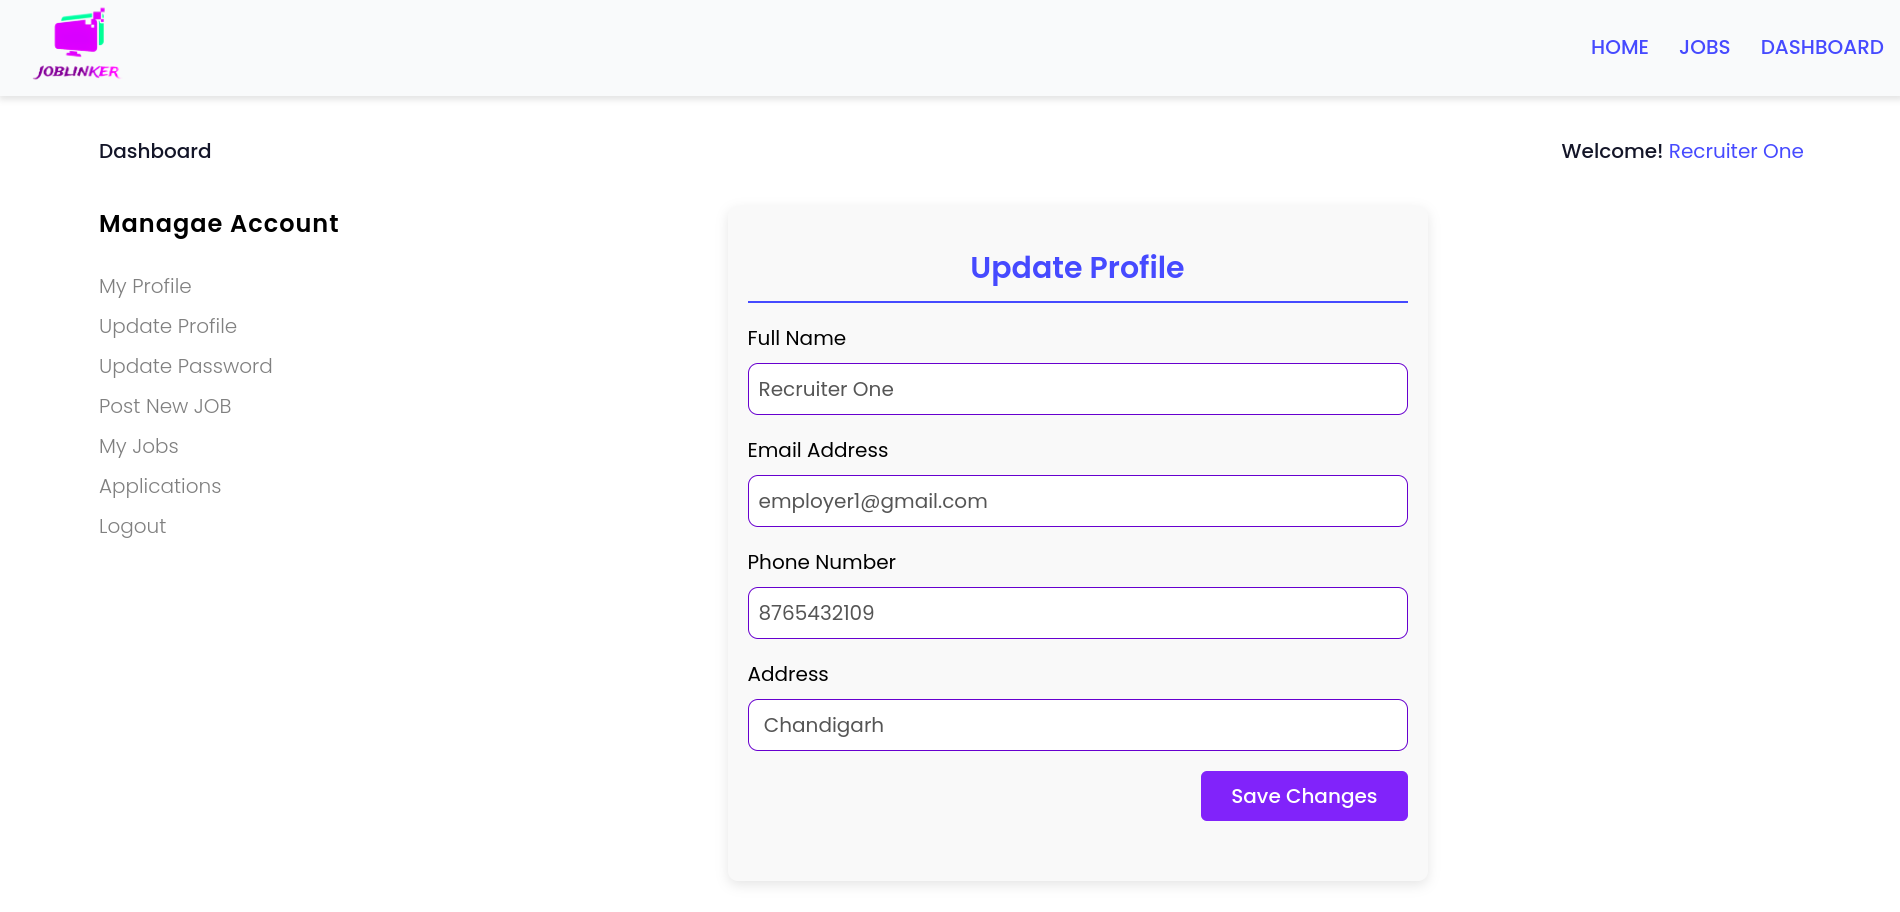 JOBLINKER
HOME JOBS DASHBOARD
Dashboard
Welcome! Recruiter One
Managae Account
My Profile
Update Profile
Update Password
Post New JOB
My Jobs
Applications
Logout
Update Profile
Full Name
Recruiter One
Email Address
employer1@gmail.com
Phone Number
8765432109
Address
Chandigarh
Save Changes